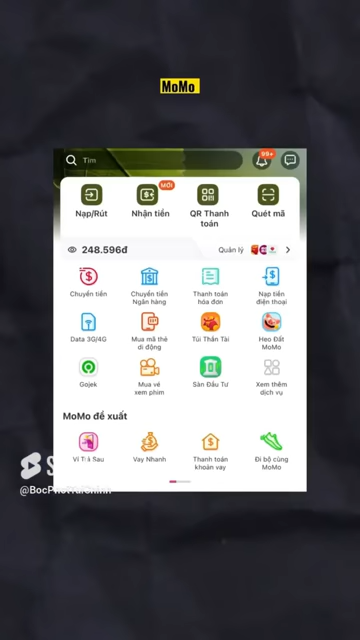 MoMo
Tìm
99+
MỚI
Nạp/Rút
Nhận tiền
QR Thanh toán
Quét mã
248.596đ
Quản lý
Chuyển tiền
Chuyển tiền Ngân hàng
Thanh toán hóa đơn
Nạp tiền điện thoại
Data 3G/4G
Mua mã thẻ di động
Túi Thần Tài
Heo Đất MoMo
Gojek
Mua vé xem phim
Sàn Đầu Tư
Xem thêm dịch vụ
MoMo đề xuất
Ví Trả Sau
Vay Nhanh
Thanh toán khoản vay
Đi bộ cùng MoMo
@BocPhotTaiChinh